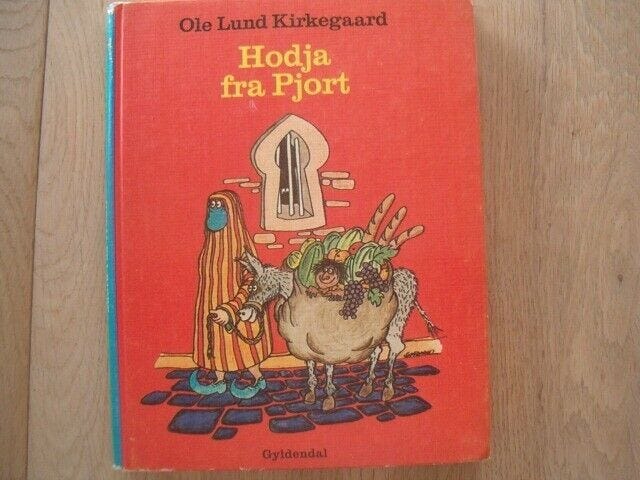 Ole Lund Kirkegaard
Hodja
fra Pjort
Gyldendal